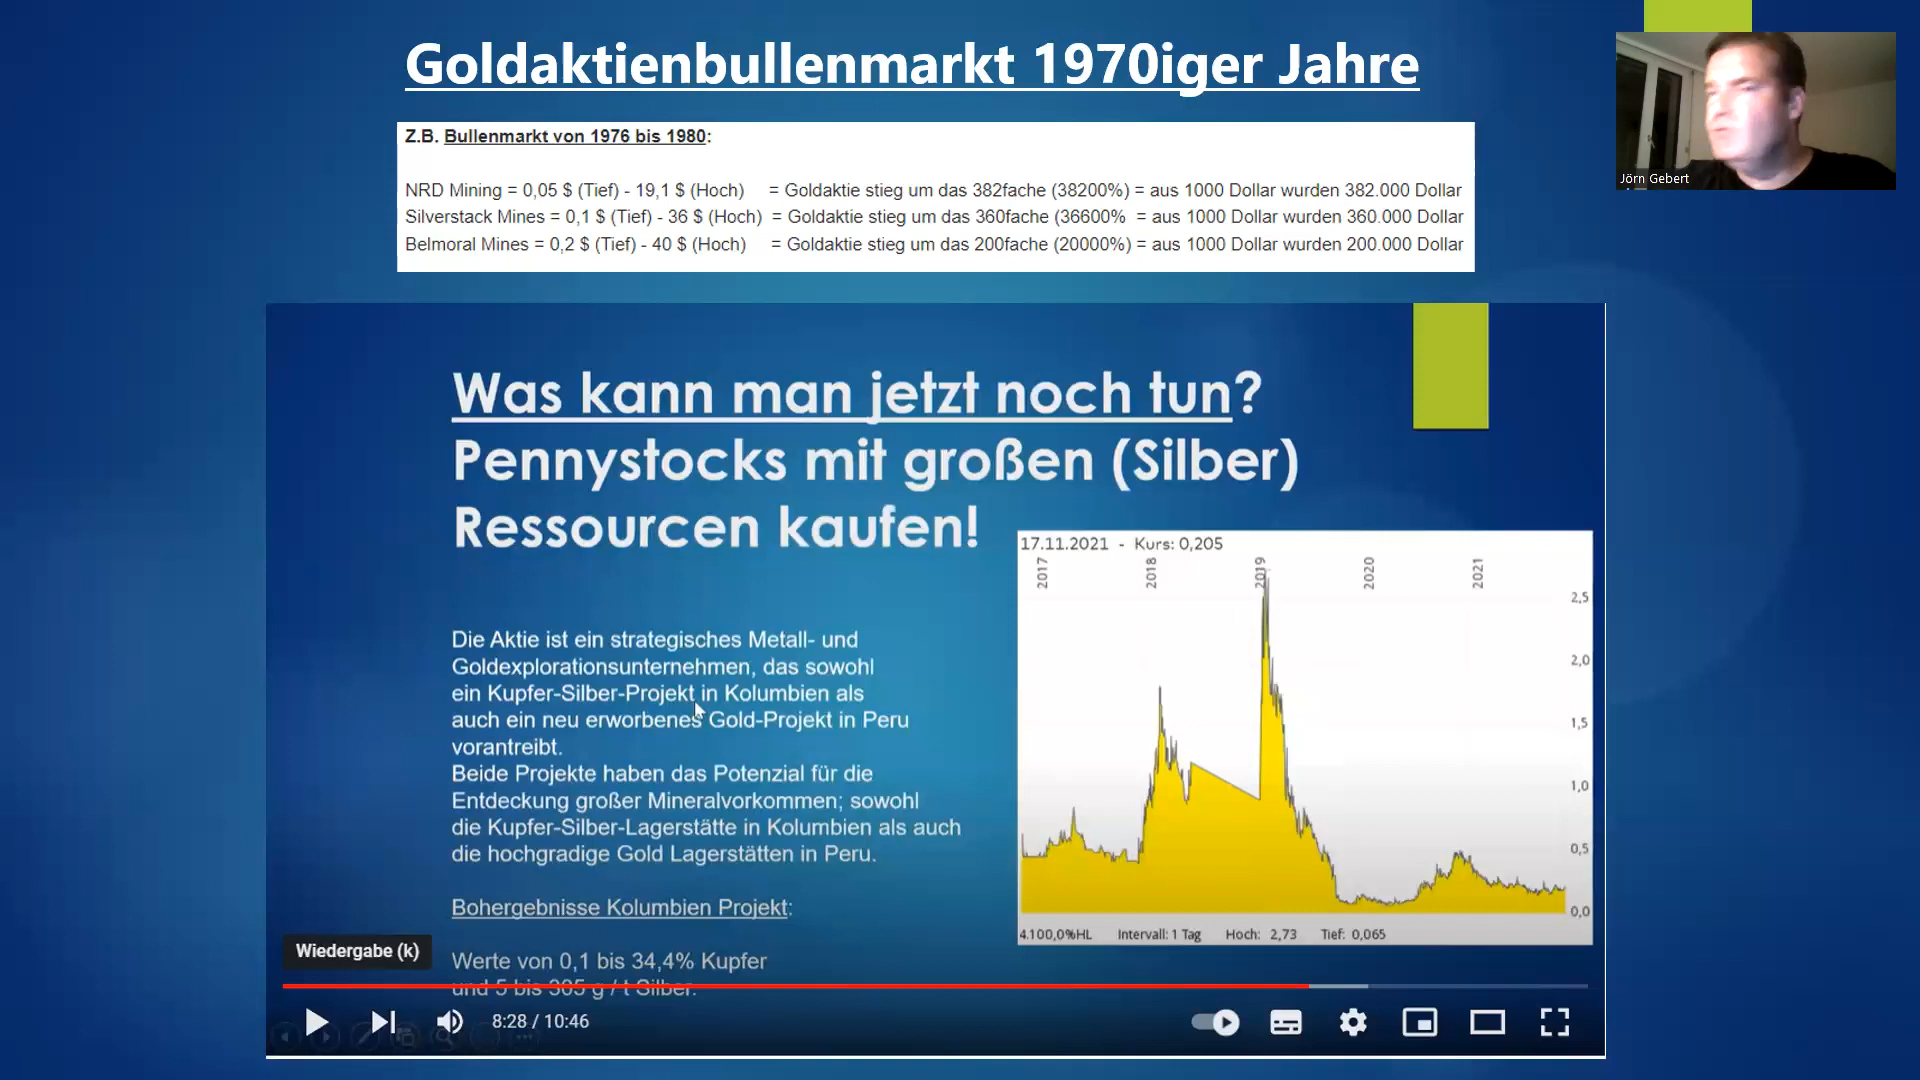 Goldaktienbullenmarkt 1970iger Jahre
Jörn Gebert
Z.B. Bullenmarkt von 1976 bis 1980:
NRD Mining = 0,05 $ (Tief) - 19,1 $ (Hoch) = Goldaktie stieg um das 382fache (38200%) = aus 1000 Dollar wurden 382.000 Dollar
Silverstack Mines = 0,1 $ (Tief) - 36 $ (Hoch) = Goldaktie stieg um das 360fache (36600% = aus 1000 Dollar wurden 360.000 Dollar
Belmoral Mines = 0,2 $ (Tief) - 40 $ (Hoch) = Goldaktie stieg um das 200fache (20000%) = aus 1000 Dollar wurden 200.000 Dollar
Was kann man jetzt noch tun?
Pennystocks mit großen (Silber)
Ressourcen kaufen!
Die Aktie ist ein strategisches Metall- und
Goldexplorationsunternehmen, das sowohl
ein Kupfer-Silber-Projekt in Kolumbien als
auch ein neu erworbenes Gold-Projekt in Peru
vorantreibt.
Beide Projekte haben das Potenzial für die
Entdeckung großer Mineralvorkommen; sowohl
die Kupfer-Silber-Lagerstätte in Kolumbien als auch
die hochgradige Gold Lagerstätten in Peru.
Bohergebnisse Kolumbien Projekt:
Werte von 0,1 bis 34,4% Kupfer
und 5 bis 305 g / t Silber.
17.11.2021 - Kurs: 0,205
2017 2018 2019 2020 2021
2,5
2,0
1,5
1,0
0,5
0,0
4.100,0%HL Intervall: 1 Tag Hoch: 2,73 Tief: 0,065
Wiedergabe (k)
8:28 / 10:46